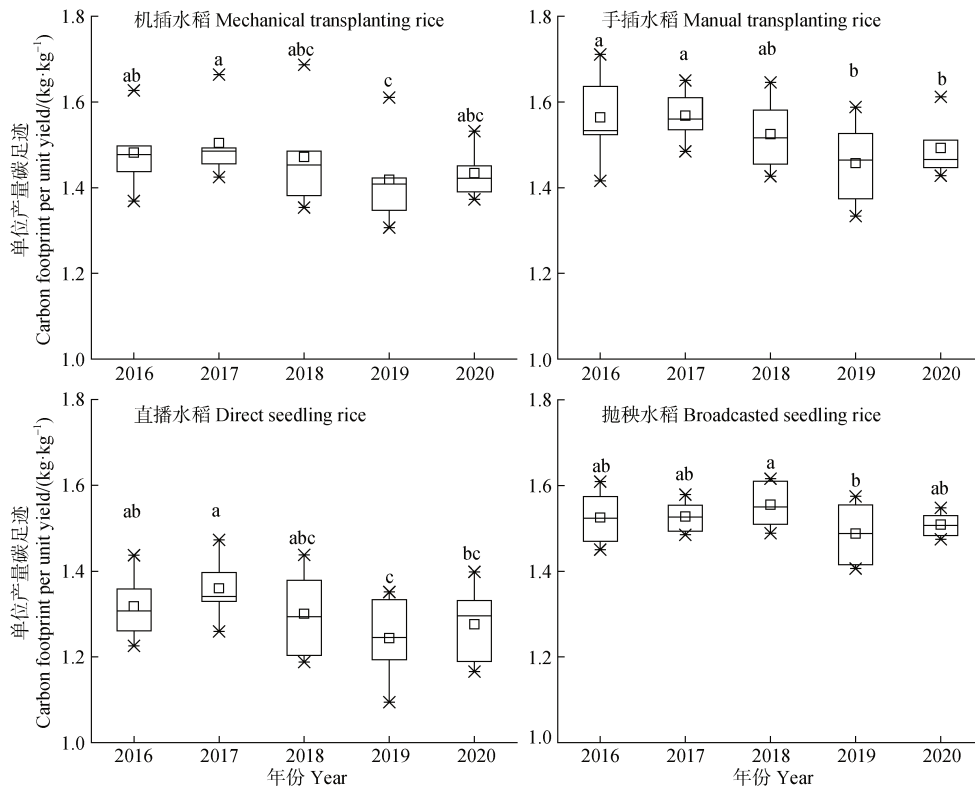 机插水稻 Mechanical transplanting rice
单位产量碳足迹
Carbon footprint per unit yield/(kg·kg⁻¹)
1.8
1.6
1.4
1.2
1.0
ab
a
abc
c
abc
2016 2017 2018 2019 2020
手插水稻 Manual transplanting rice
1.8
1.6
1.4
1.2
1.0
a
a
ab
b
b
2016 2017 2018 2019 2020
直播水稻 Direct seedling rice
单位产量碳足迹
Carbon footprint per unit yield/(kg·kg⁻¹)
1.8
1.6
1.4
1.2
1.0
ab
a
abc
c
bc
2016 2017 2018 2019 2020
年份 Year
抛秧水稻 Broadcasted seedling rice
1.8
1.6
1.4
1.2
1.0
ab
ab
a
b
ab
2016 2017 2018 2019 2020
年份 Year